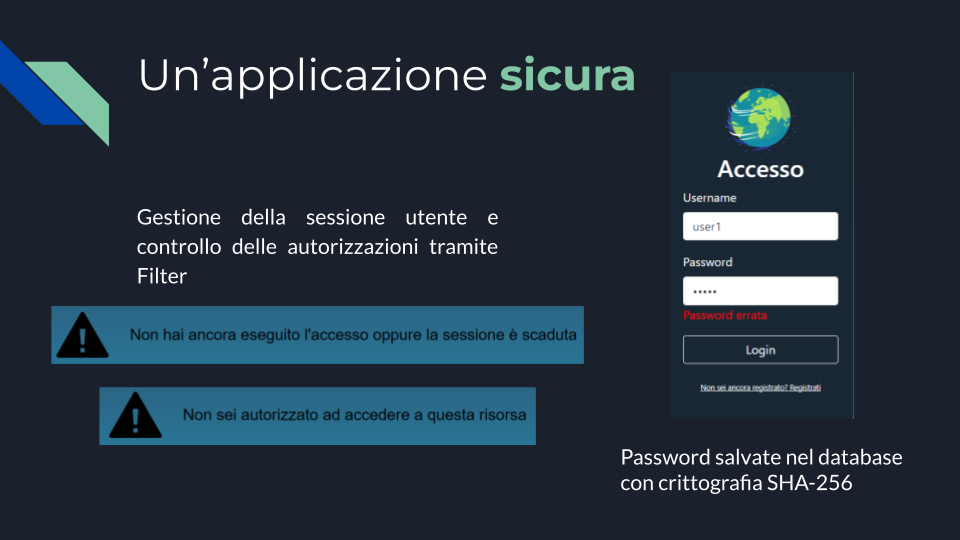 Un’applicazione sicura
Gestione della sessione utente e
controllo delle autorizzazioni tramite
Filter
Non hai ancora eseguito l'accesso oppure la sessione è scaduta
Non sei autorizzato ad accedere a questa risorsa
Accesso
Username
user1
Password
•••••
Password errata
Login
Non sei ancora registrato? Registrati
Password salvate nel database
con crittografia SHA-256